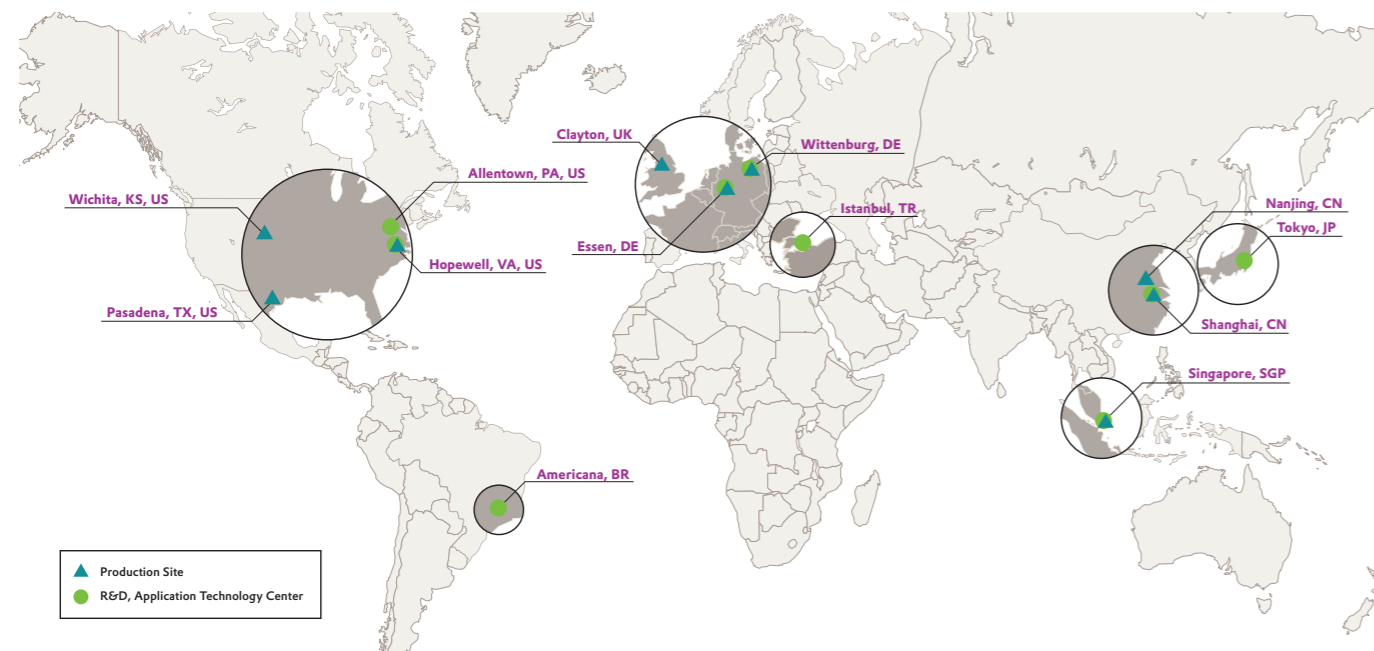 Clayton, UK
Wittenburg, DE
Allentown, PA, US
Wichita, KS, US
Istanbul, TR
Nanjing, CN
Tokyo, JP
Essen, DE
Hopewell, VA, US
Pasadena, TX, US
Shanghai, CN
Singapore, SGP
Americana, BR
Production Site
R&D, Application Technology Center